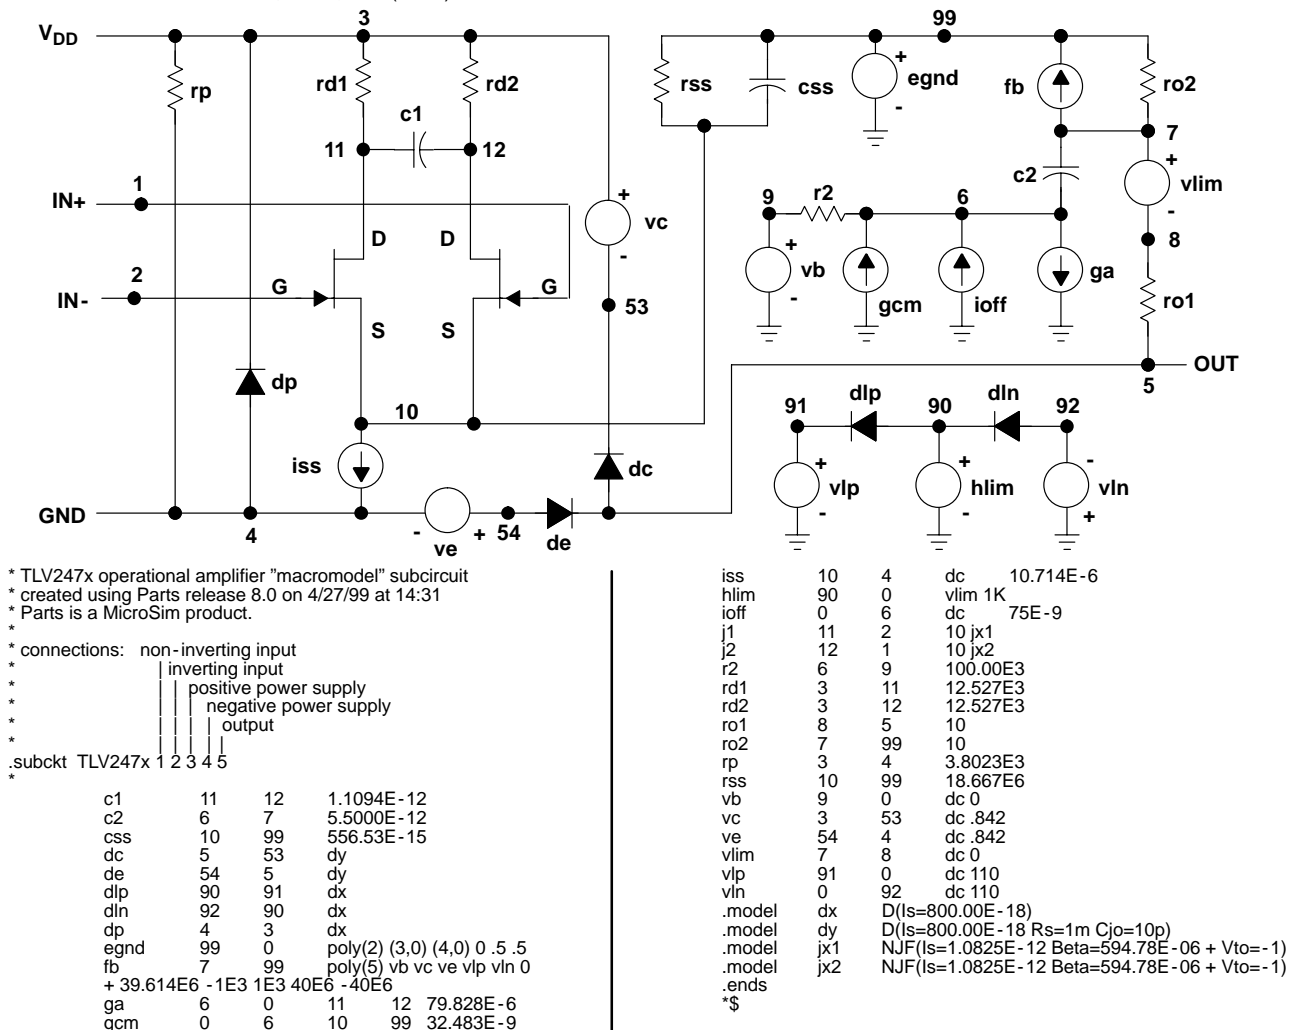 3
99
VDD
rp
rd1
rd2
rss
css
+
egnd
-
fb
ro2
c1
11
12
7
c2
+
vlim
-
8
1
IN+
9
r2
6
+
vc
-
D
D
+
vb
-
gcm
ioff
ga
ro1
2
IN-
G
G
53
S
S
OUT
5
dp
10
dlp
dln
91
90
92
iss
dc
+
vlp
-
+
hlim
-
-
vln
+
GND
4
-
ve
+
54
de
* TLV247x operational amplifier ”macromodel” subcircuit
* created using Parts release 8.0 on 4/27/99 at 14:31
* Parts is a MicroSim product.
*
* connections: non-inverting input
* | inverting input
* | | positive power supply
* | | | negative power supply
* | | | | output
* | | | | |
.subckt TLV247x 1 2 3 4 5
*
c1 11 12 1.1094E-12
c2 6 7 5.5000E-12
css 10 99 556.53E-15
dc 5 53 dy
de 54 5 dy
dlp 90 91 dx
dln 92 90 dx
dp 4 3 dx
egnd 99 0 poly(2) (3,0) (4,0) 0 .5 .5
fb 7 99 poly(5) vb vc ve vlp vln 0
+ 39.614E6 -1E3 1E3 40E6 -40E6
ga 6 0 11 12 79.828E-6
gcm 0 6 10 99 32.483E-9
iss 10 4 dc 10.714E-6
hlim 90 0 vlim 1K
ioff 0 6 dc 75E-9
j1 11 2 10 jx1
j2 12 1 10 jx2
r2 6 9 100.00E3
rd1 3 11 12.527E3
rd2 3 12 12.527E3
ro1 8 5 10
ro2 7 99 10
rp 3 4 3.8023E3
rss 10 99 18.667E6
vb 9 0 dc 0
vc 3 53 dc .842
ve 54 4 dc .842
vlim 7 8 dc 0
vlp 91 0 dc 110
vln 0 92 dc 110
.model dx D(Is=800.00E-18)
.model dy D(Is=800.00E-18 Rs=1m Cjo=10p)
.model jx1 NJF(Is=1.0825E-12 Beta=594.78E-06 + Vto=-1)
.model jx2 NJF(Is=1.0825E-12 Beta=594.78E-06 + Vto=-1)
.ends
*$